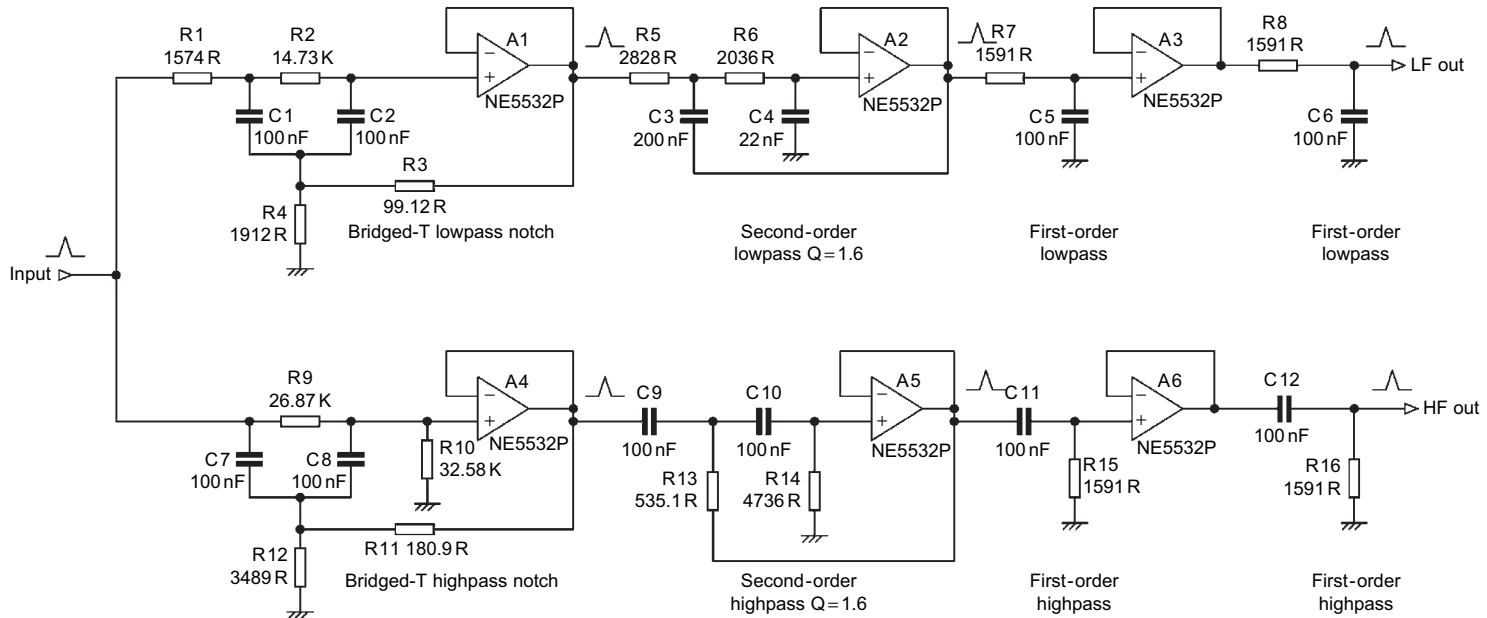 R1
1574 R
R2
14.73 K
A1
NE5532P
C1
100 nF
C2
100 nF
R3
99.12 R
R4
1912 R
Bridged-T lowpass notch
R5
2828 R
R6
2036 R
A2
NE5532P
C3
200 nF
C4
22 nF
Second-order
lowpass Q = 1.6
R7
1591 R
A3
NE5532P
C5
100 nF
First-order
lowpass
R8
1591 R
C6
100 nF
LF out
First-order
lowpass
Input
R9
26.87 K
A4
NE5532P
C7
100 nF
C8
100 nF
R10
32.58 K
R11 180.9 R
R12
3489 R
Bridged-T highpass notch
C9
100 nF
C10
100 nF
A5
NE5532P
R13
535.1 R
R14
4736 R
Second-order
highpass Q = 1.6
C11
100 nF
A6
NE5532P
R15
1591 R
First-order
highpass
C12
100 nF
R16
1591 R
HF out
First-order
highpass